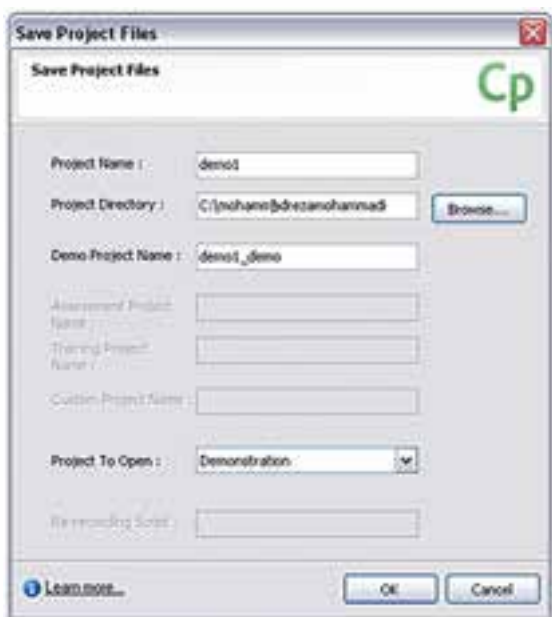 Save Project Files
Save Project Files
Cp
Project Name : demo1
Project Directory : Browse....
Demo Project Name : demo1_demo
Assessment Project Name :
Training Project Name :
Custom Project Name :
Project To Open : Demonstration
Re-recording Script :
Learn more...
OK Cancel